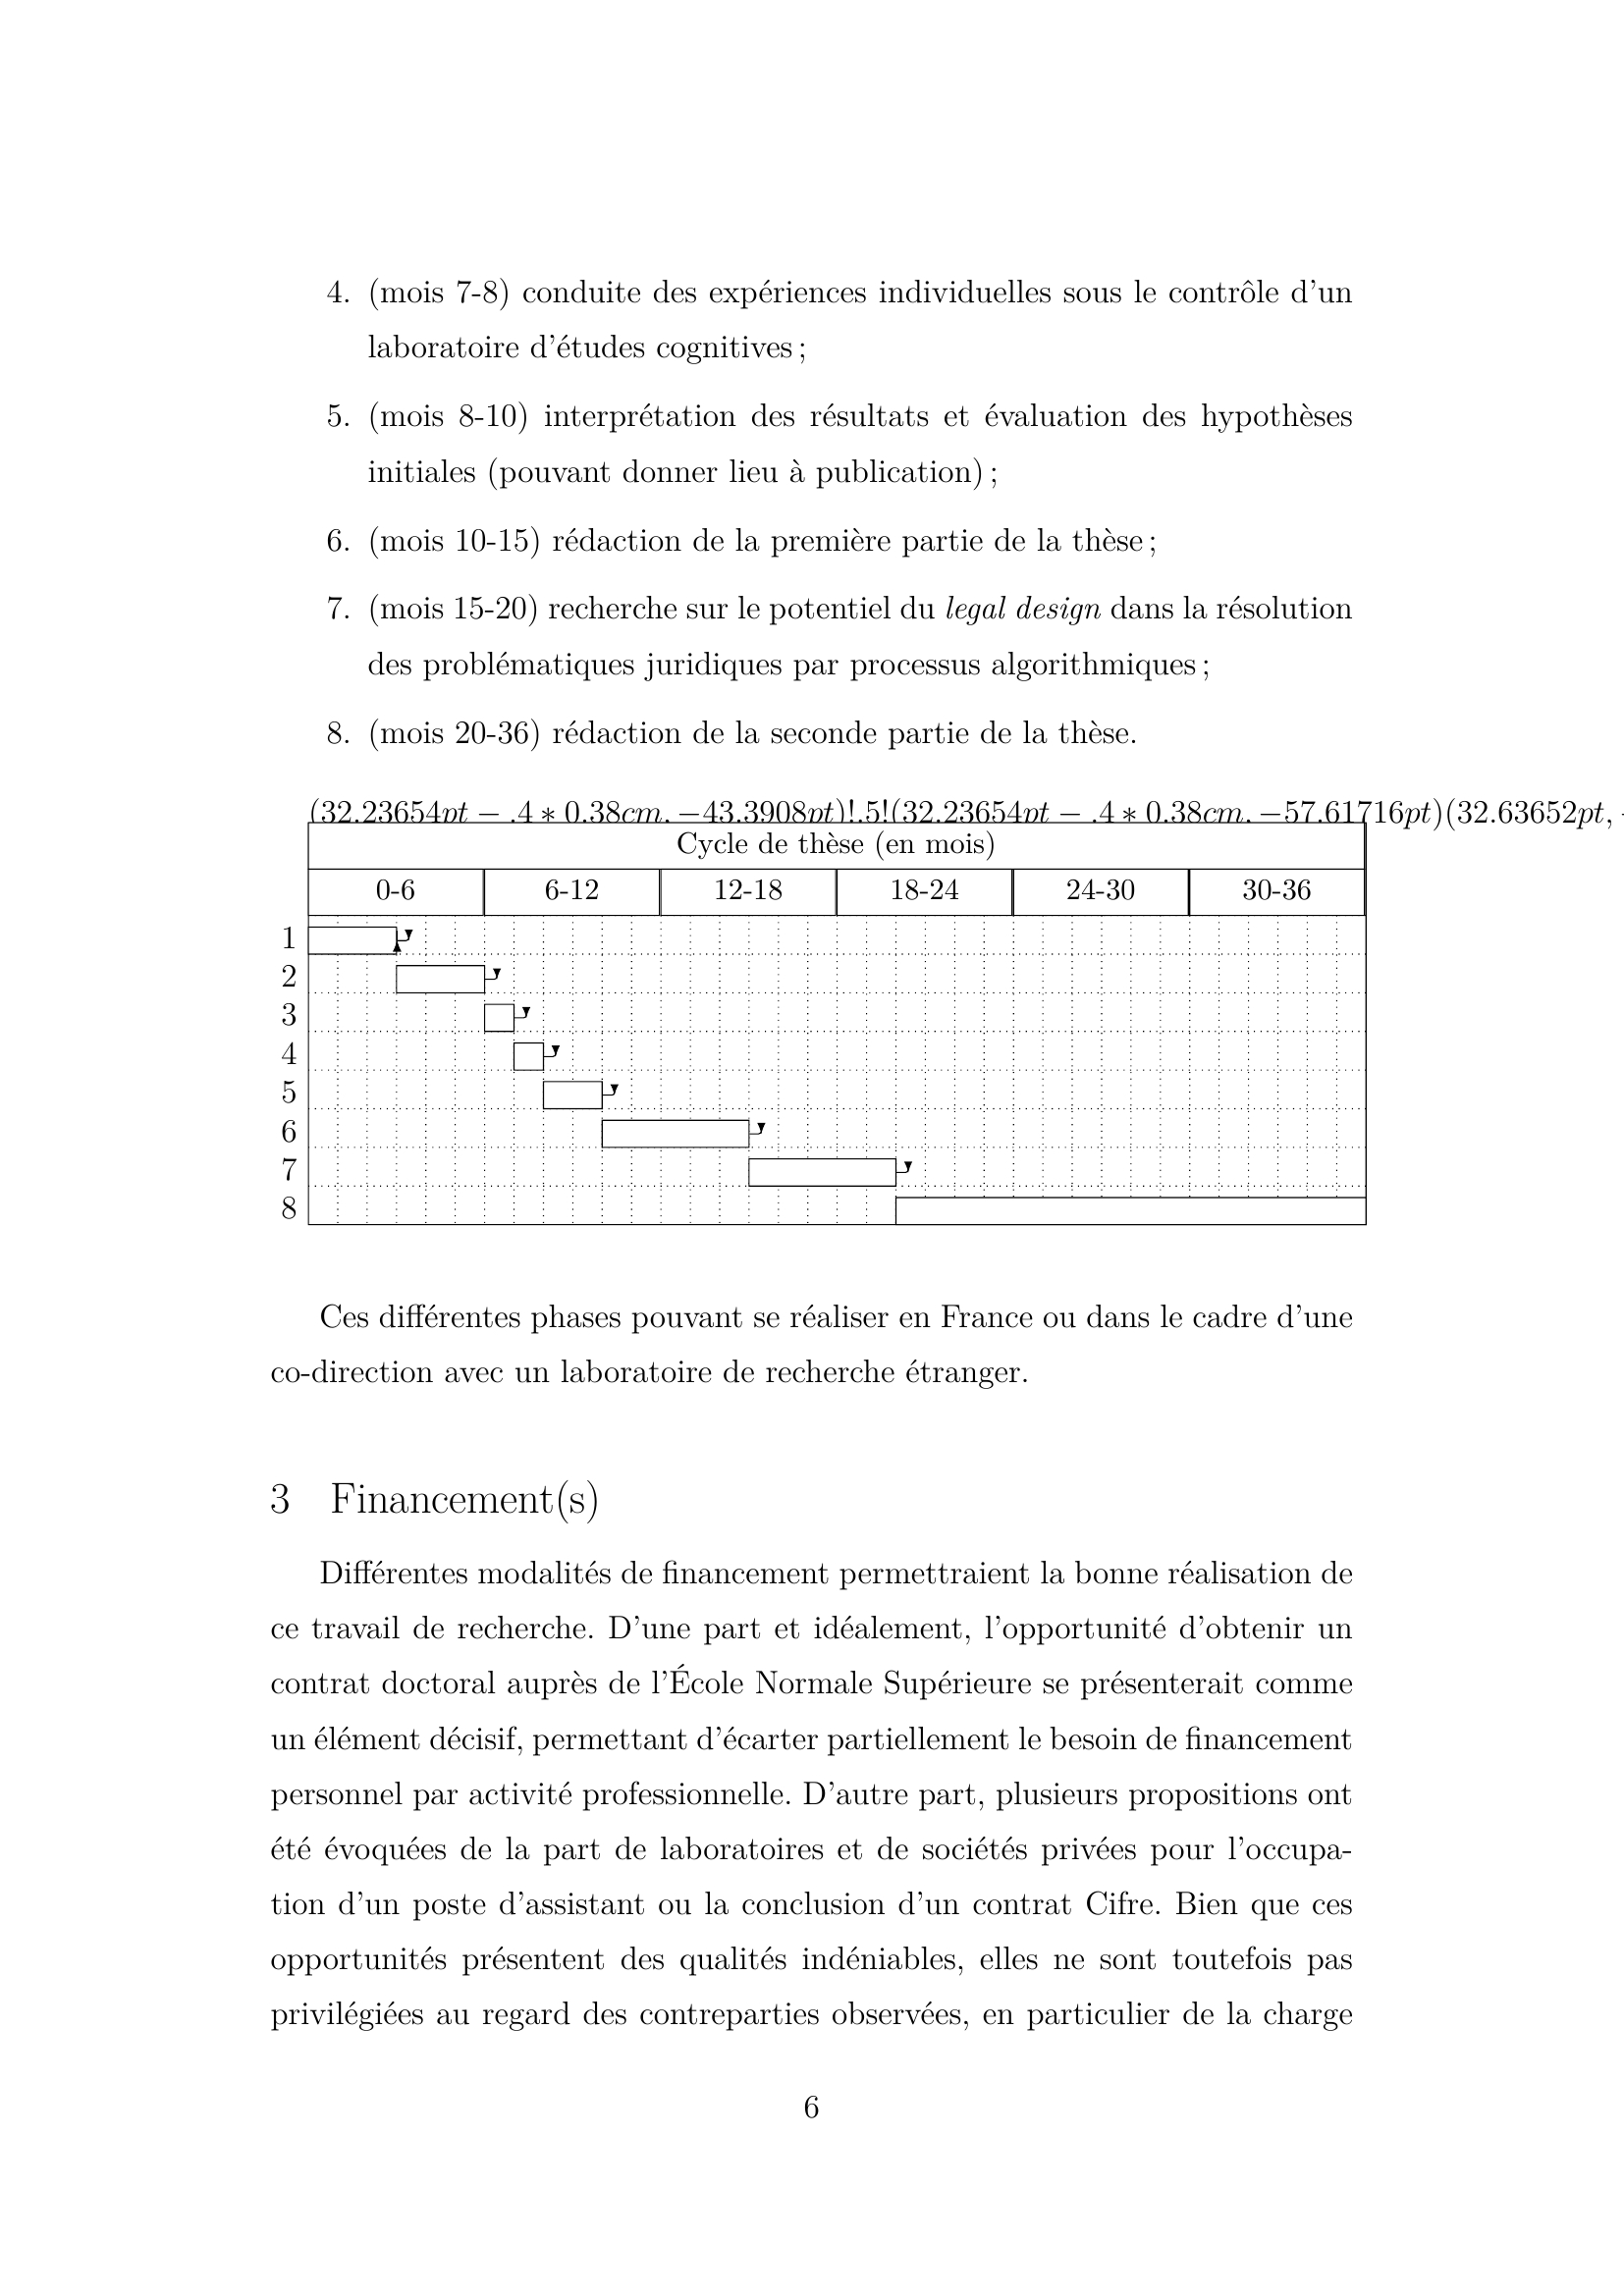 4. (mois 7-8) conduite des expériences individuelles sous le contrôle d'un
laboratoire d'études cognitives ;
5. (mois 8-10) interprétation des résultats et évaluation des hypothèses
initiales (pouvant donner lieu à publication) ;
6. (mois 10-15) rédaction de la première partie de la thèse ;
7. (mois 15-20) recherche sur le potentiel du legal design dans la résolution
des problématiques juridiques par processus algorithmiques ;
8. (mois 20-36) rédaction de la seconde partie de la thèse.
(32.23654pt − .4 ∗ 0.38cm, −43.3908pt)!.5!(32.23654pt − .4 ∗ 0.38cm, −57.61716pt)(32.63652pt, −
Cycle de thèse (en mois)
0-6 6-12 12-18 18-24 24-30 30-36
1
2
3
4
5
6
7
8
Ces différentes phases pouvant se réaliser en France ou dans le cadre d'une
co-direction avec un laboratoire de recherche étranger.
3 Financement(s)
Différentes modalités de financement permettraient la bonne réalisation de
ce travail de recherche. D'une part et idéalement, l'opportunité d'obtenir un
contrat doctoral auprès de l'École Normale Supérieure se présenterait comme
un élément décisif, permettant d'écarter partiellement le besoin de financement
personnel par activité professionnelle. D'autre part, plusieurs propositions ont
été évoquées de la part de laboratoires et de sociétés privées pour l'occupa-
tion d'un poste d'assistant ou la conclusion d'un contrat Cifre. Bien que ces
opportunités présentent des qualités indéniables, elles ne sont toutefois pas
privilégiées au regard des contreparties observées, en particulier de la charge
6